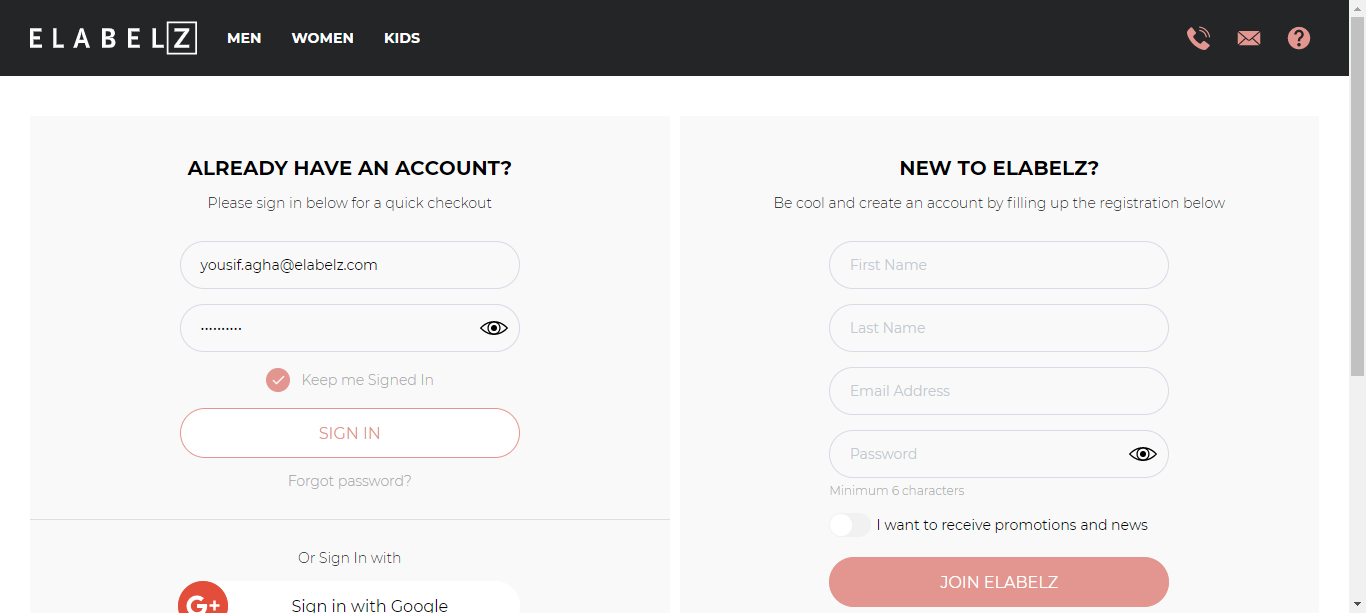 ELABELZ MEN WOMEN KIDS
ALREADY HAVE AN ACCOUNT?
Please sign in below for a quick checkout
yousif.agha@elabelz.com
··········
Keep me Signed In
SIGN IN
Forgot password?
Or Sign In with
G+ Sign in with Google
NEW TO ELABELZ?
Be cool and create an account by filling up the registration below
First Name
Last Name
Email Address
Password
Minimum 6 characters
I want to receive promotions and news
JOIN ELABELZ